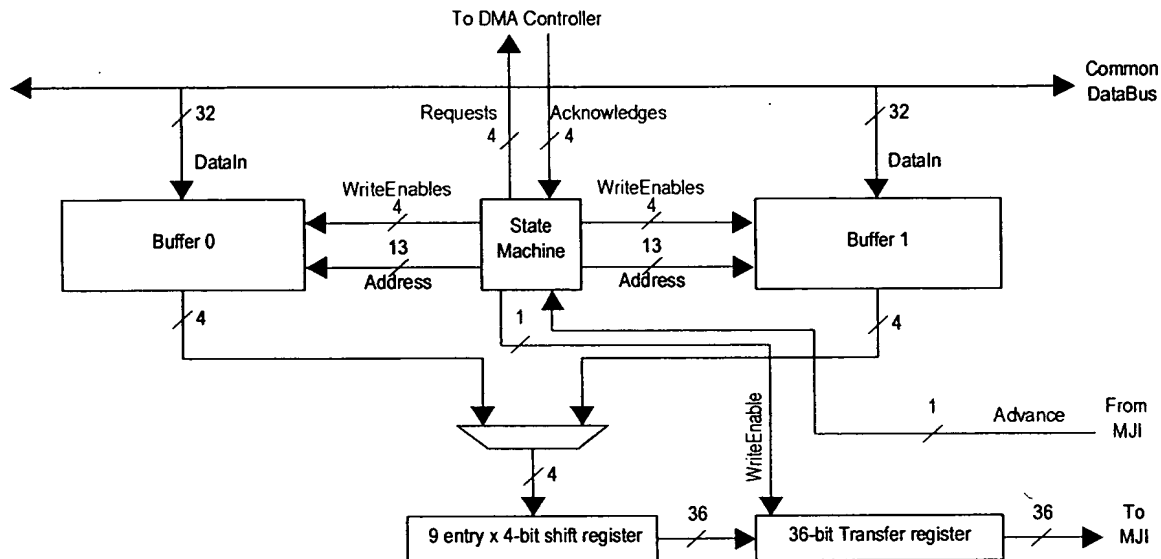 To DMA Controller
Common
DataBus
32
Requests
4
Acknowledges
4
32
DataIn
DataIn
WriteEnables
4
WriteEnables
4
Buffer 0
State
Machine
Buffer 1
13
Address
13
Address
4
1
4
WriteEnable
1
Advance
From
MJI
4
9 entry x 4-bit shift register
36
36-bit Transfer register
36
To
MJI